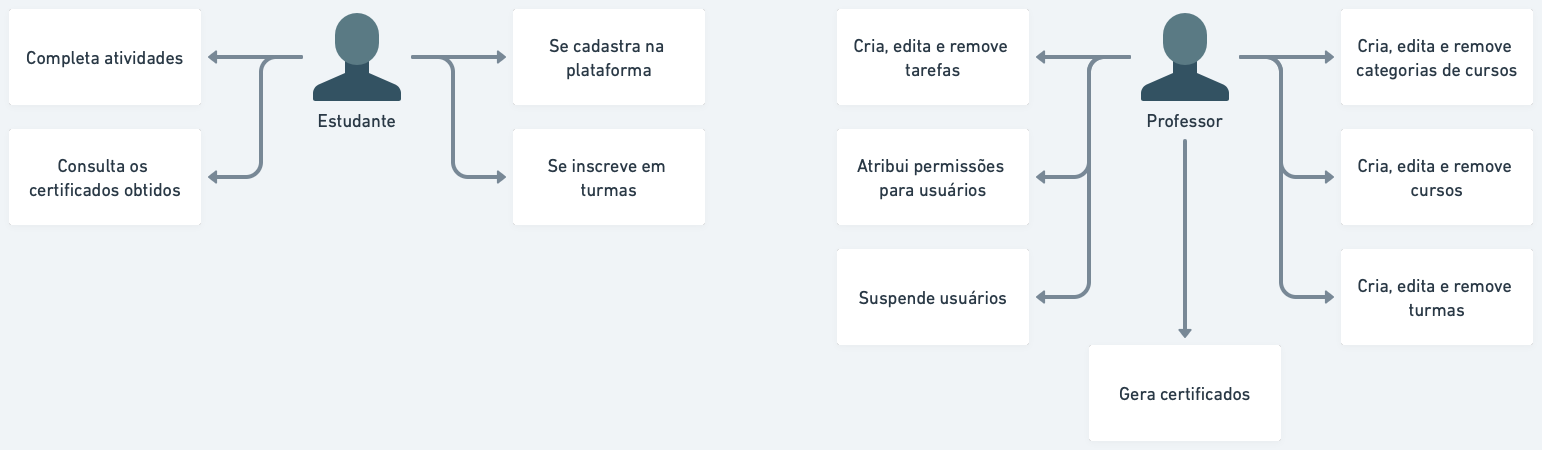 Completa atividades
Estudante
Se cadastra na
plataforma
Consulta os
certificados obtidos
Se inscreve em
turmas
Cria, edita e remove
tarefas
Professor
Cria, edita e remove
categorias de cursos
Atribui permissões
para usuários
Cria, edita e remove
cursos
Suspende usuários
Cria, edita e remove
turmas
Gera certificados